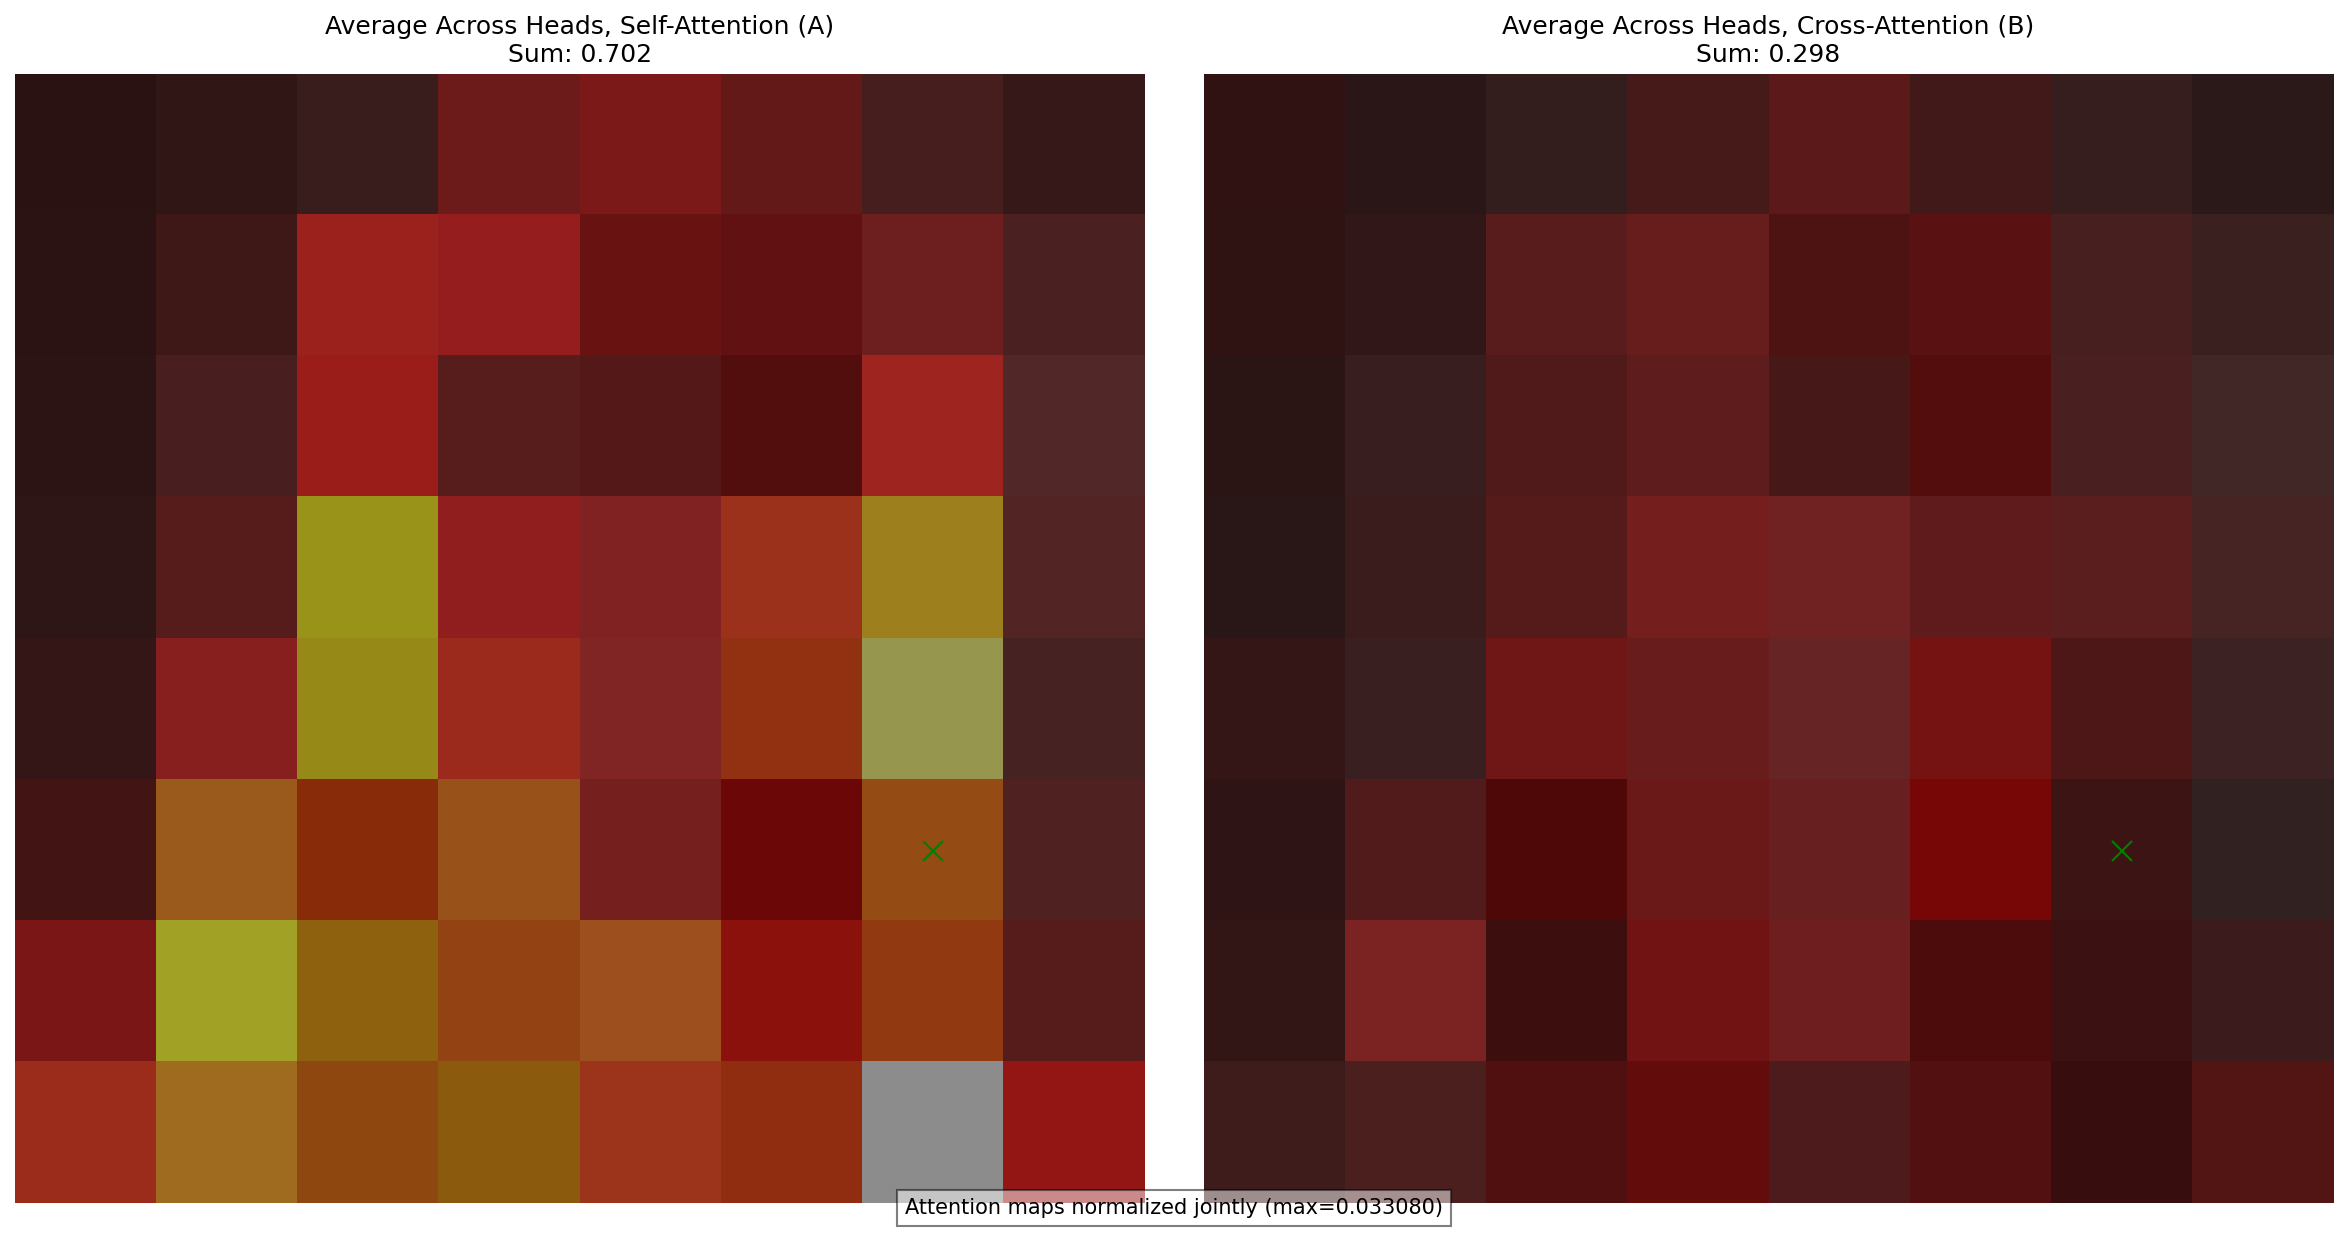 Average Across Heads, Self-Attention (A)
Sum: 0.702
Average Across Heads, Cross-Attention (B)
Sum: 0.298
Attention maps normalized jointly (max=0.033080)